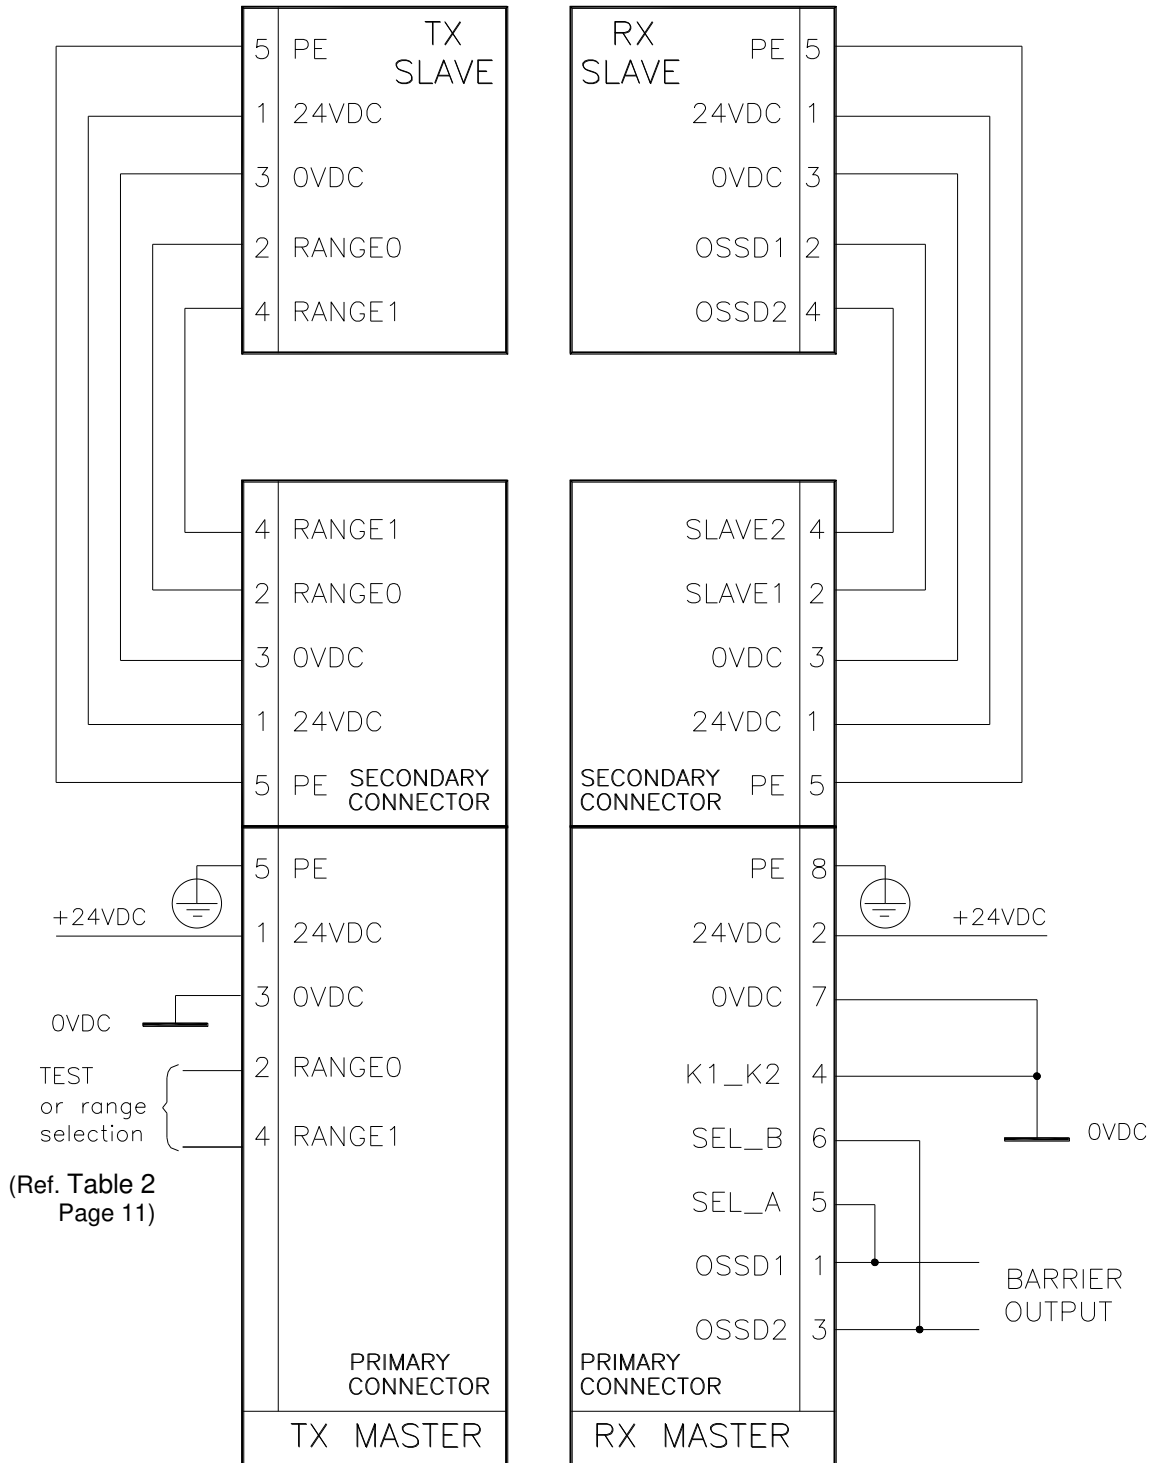 TX
SLAVE
5 PE
1 24VDC
3 0VDC
2 RANGE0
4 RANGE1
RX
SLAVE
PE 5
24VDC 1
0VDC 3
OSSD1 2
OSSD2 4
4 RANGE1
2 RANGE0
3 0VDC
1 24VDC
5 PE
SECONDARY
CONNECTOR
SLAVE2 4
SLAVE1 2
0VDC 3
24VDC 1
PE 5
SECONDARY
CONNECTOR
5 PE
+24VDC
1 24VDC
3 0VDC
0VDC
2 RANGE0
TEST
or range
selection
4 RANGE1
(Ref. Table 2
Page 11)
PRIMARY
CONNECTOR
TX MASTER
PE 8
+24VDC
24VDC 2
0VDC 7
K1_K2 4
0VDC
SEL_B 6
SEL_A 5
OSSD1 1
OSSD2 3
BARRIER
OUTPUT
PRIMARY
CONNECTOR
RX MASTER